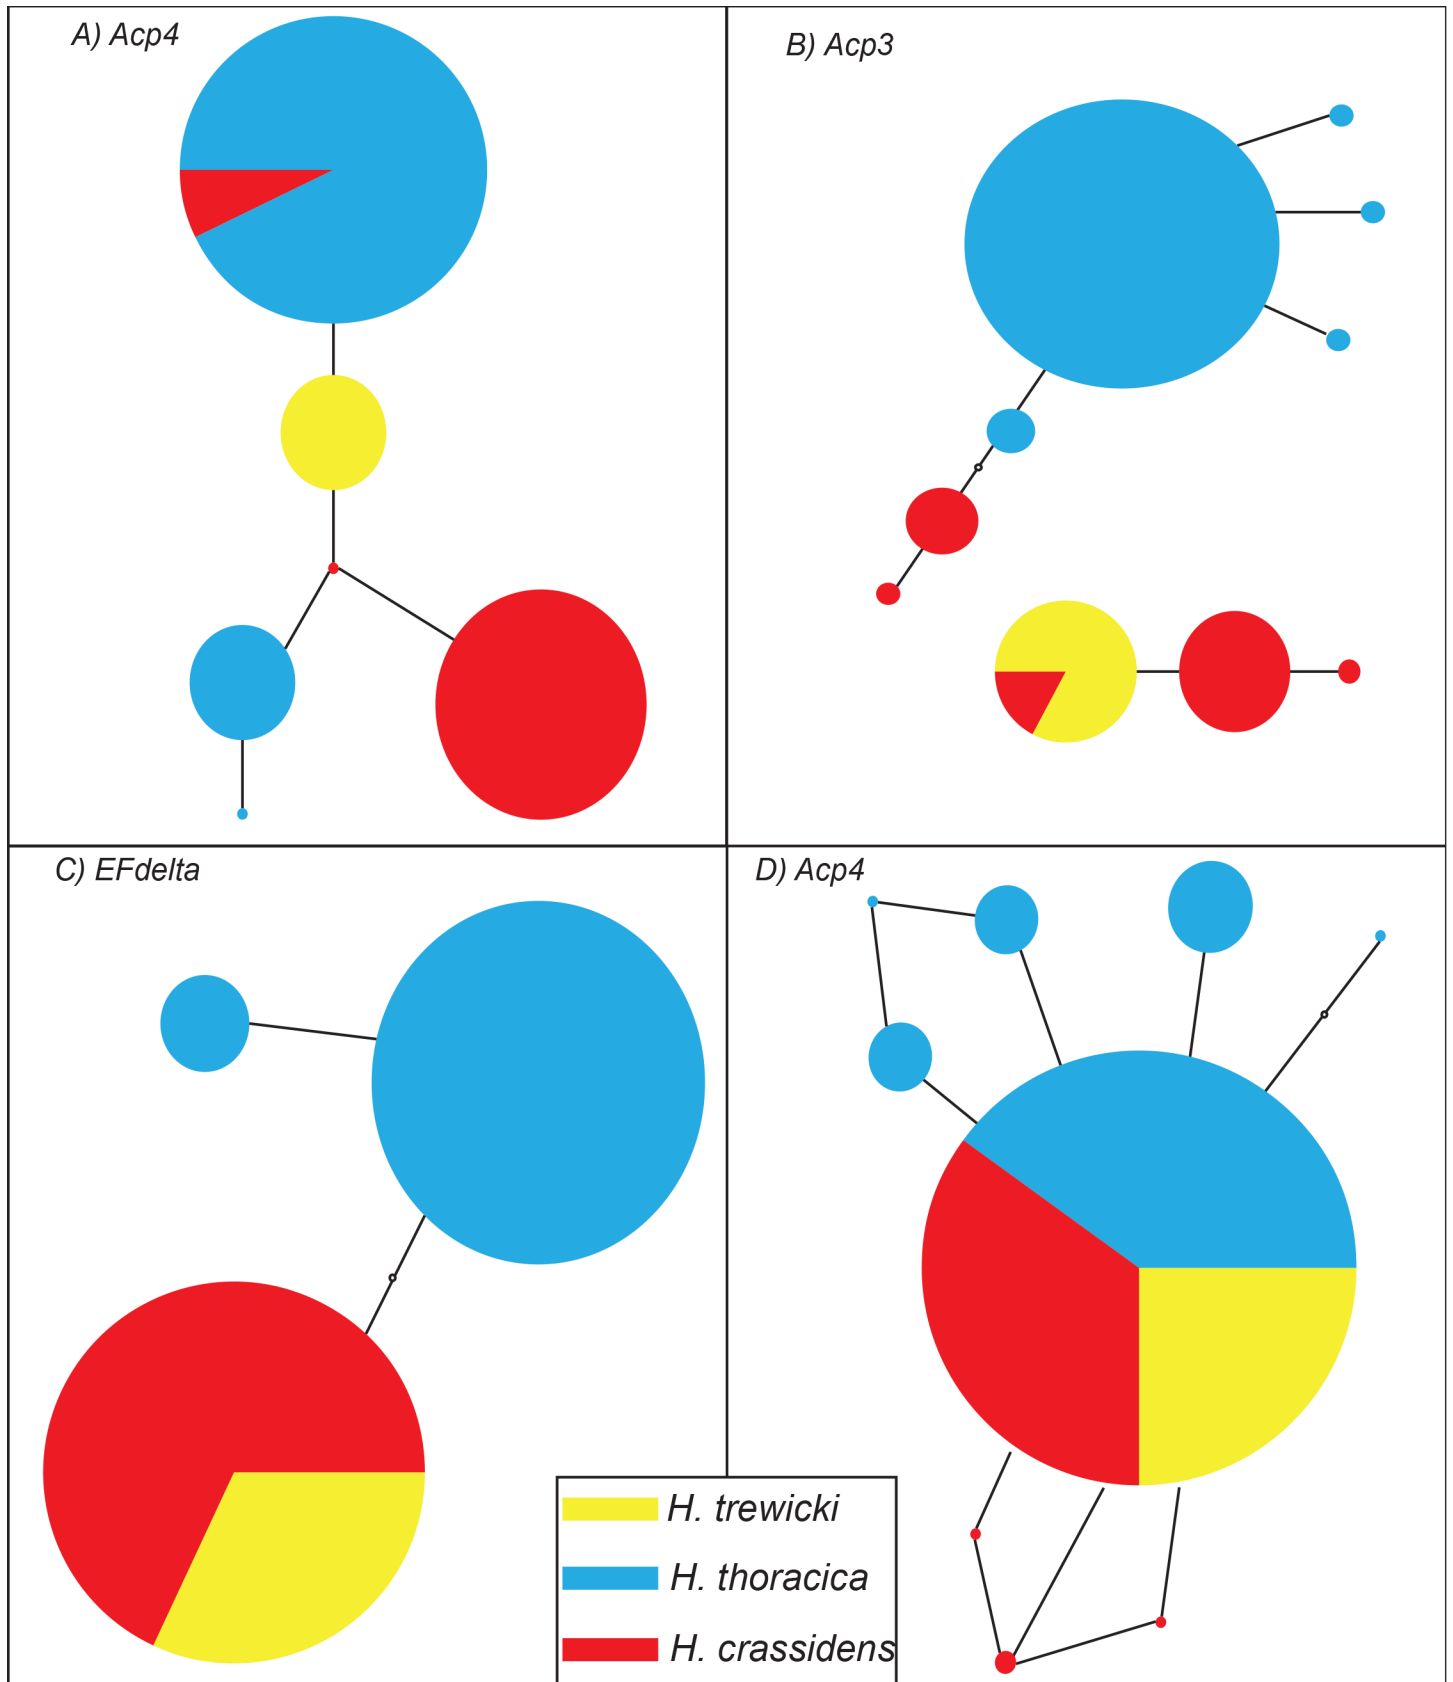 A) Acp4
B) Acp3
C) EFdelta
D) Acp4
H. trewicki
H. thoracica
H. crassidens